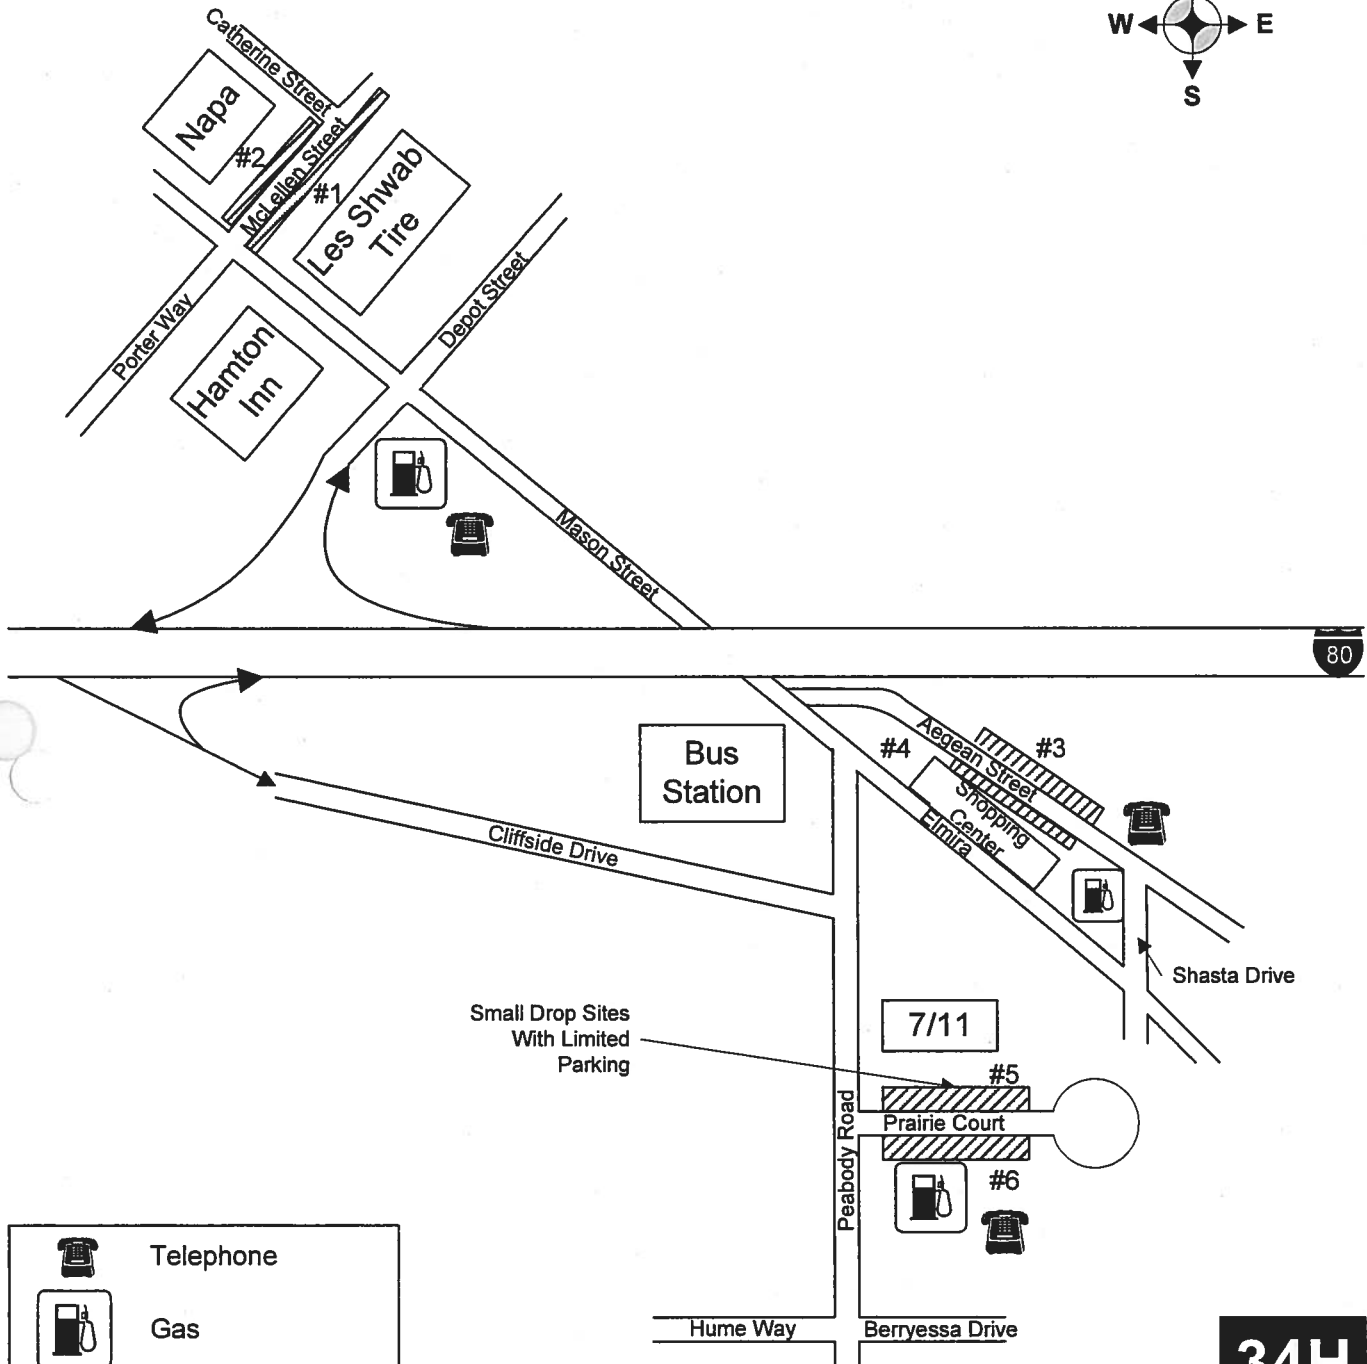 W E
S
Catherine Street
Napa
#2
McLellen Street
#1
Les Shwab
Tire
Depot Street
Porter Way
Hamton
Inn
Mason Street
80
Bus
Station
Aegean Street
#3
#4
Shopping
Center
Elmira
Cliffside Drive
Shasta Drive
Small Drop Sites
With Limited
Parking
7/11
#5
Prairie Court
#6
Peabody Road
Telephone
Gas
Hume Way
Berryessa Drive
34H